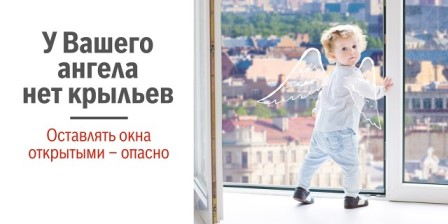 У Вашего
ангела
нет крыльев
Оставлять окна
открытыми – опасно